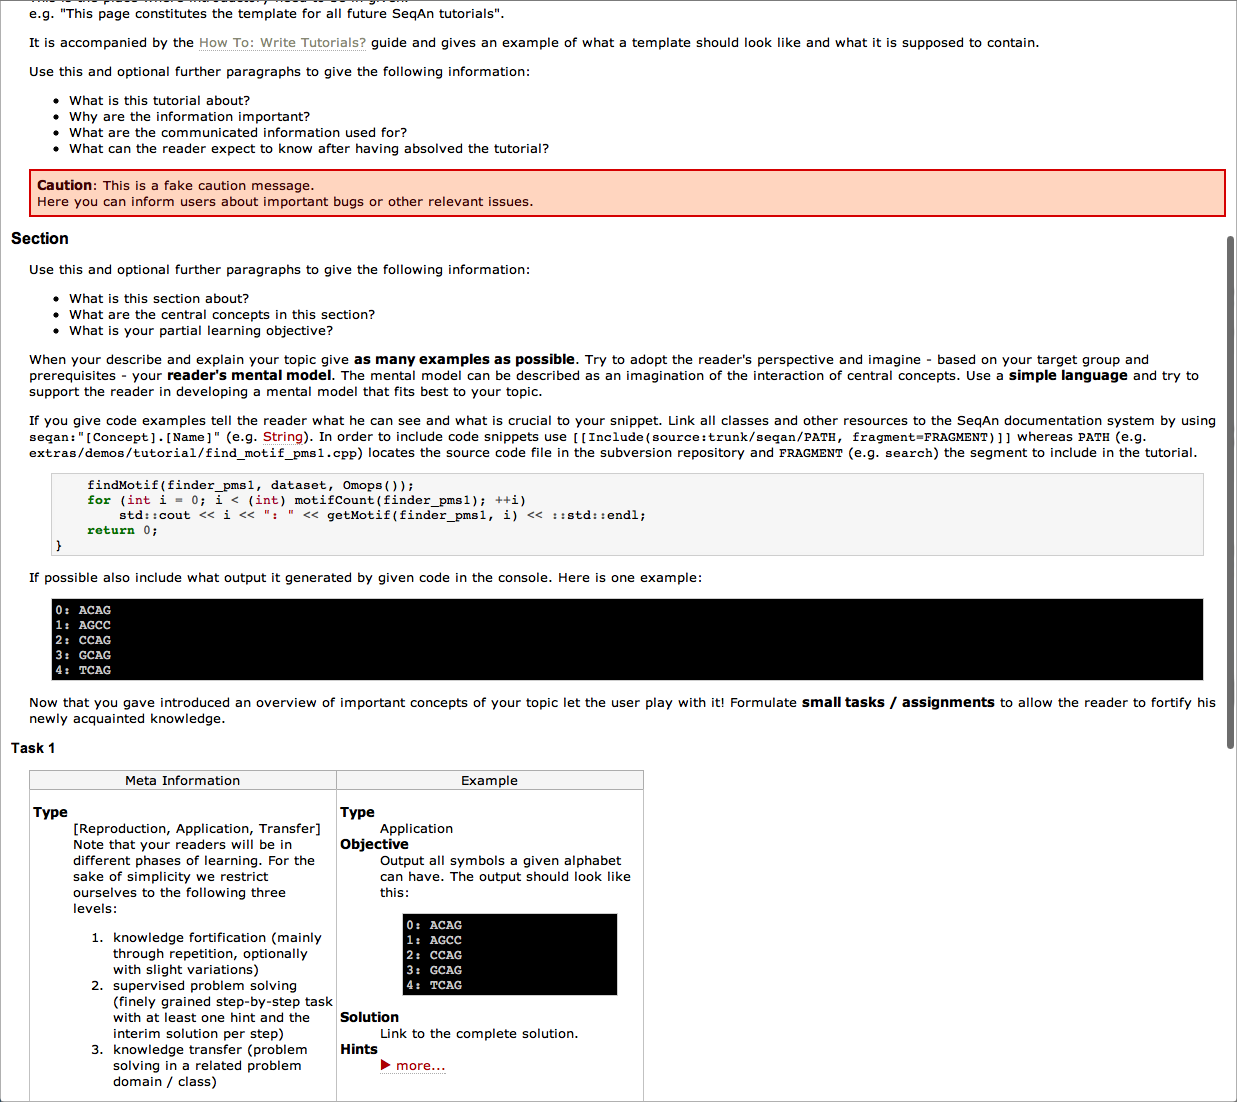 e.g. "This page constitutes the template for all future SeqAn tutorials".
It is accompanied by the How To: Write Tutorials? guide and gives an example of what a template should look like and what it is supposed to contain.
Use this and optional further paragraphs to give the following information:
• What is this tutorial about?
• Why are the information important?
• What are the communicated information used for?
• What can the reader expect to know after having absolved the tutorial?
Caution: This is a fake caution message.
Here you can inform users about important bugs or other relevant issues.
Section
Use this and optional further paragraphs to give the following information:
• What is this section about?
• What are the central concepts in this section?
• What is your partial learning objective?
When your describe and explain your topic give as many examples as possible. Try to adopt the reader's perspective and imagine - based on your target group and
prerequisites - your reader's mental model. The mental model can be described as an imagination of the interaction of central concepts. Use a simple language and try to
support the reader in developing a mental model that fits best to your topic.
If you give code examples tell the reader what he can see and what is crucial to your snippet. Link all classes and other resources to the SeqAn documentation system by using
seqan:"[Concept].[Name]" (e.g. String). In order to include code snippets use [[Include(source:trunk/seqan/PATH, fragment=FRAGMENT)]] whereas PATH (e.g.
extras/demos/tutorial/find_motif_pms1.cpp) locates the source code file in the subversion repository and FRAGMENT (e.g. search) the segment to include in the tutorial.
findMotif(finder_pms1, dataset, Omops());
for (int i = 0; i < (int) motifCount(finder_pms1); ++i)
std::cout << i << ": " << getMotif(finder_pms1, i) << ::std::endl;
return 0;
}
If possible also include what output it generated by given code in the console. Here is one example:
0: ACAG
1: AGCC
2: CCAG
3: GCAG
4: TCAG
Now that you gave introduced an overview of important concepts of your topic let the user play with it! Formulate small tasks / assignments to allow the reader to fortify his
newly acquainted knowledge.
Task 1
Meta Information
Type
[Reproduction, Application, Transfer]
Note that your readers will be in
different phases of learning. For the
sake of simplicity we restrict
ourselves to the following three
levels:
1. knowledge fortification (mainly
through repetition, optionally
with slight variations)
2. supervised problem solving
(finely grained step-by-step task
with at least one hint and the
interim solution per step)
3. knowledge transfer (problem
solving in a related problem
domain / class)
Example
Type
Application
Objective
Output all symbols a given alphabet
can have. The output should look like
this:
0: ACAG
1: AGCC
2: CCAG
3: GCAG
4: TCAG
Solution
Link to the complete solution.
Hints
▶ more...